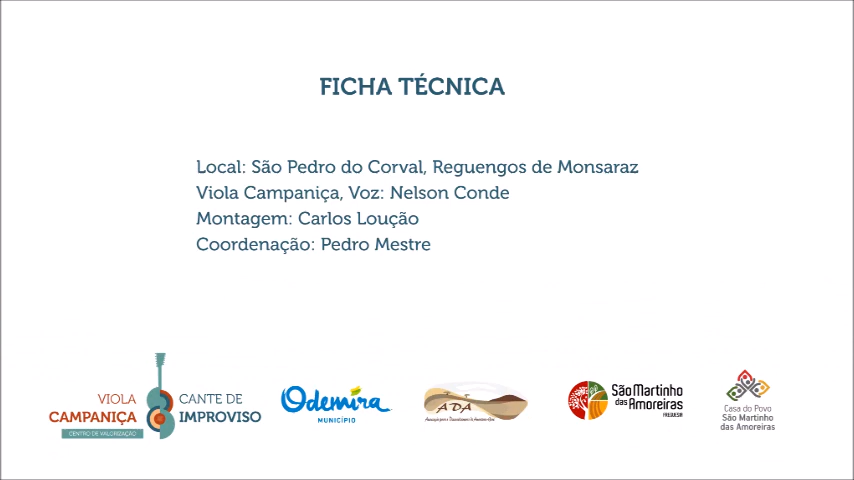 FICHA TÉCNICA
Local: São Pedro do Corval, Reguengos de Monsaraz
Viola Campaniça, Voz: Nelson Conde
Montagem: Carlos Loução
Coordenação: Pedro Mestre
VIOLA
CAMPANIÇA
CENTRO DE VALORIZAÇÃO
CANTE DE
IMPROVISO
Odemira
MUNICÍPIO
ADA
São Martinho
das Amoreiras
FREGUESIA
Casa do Povo
São Martinho
das Amoreiras